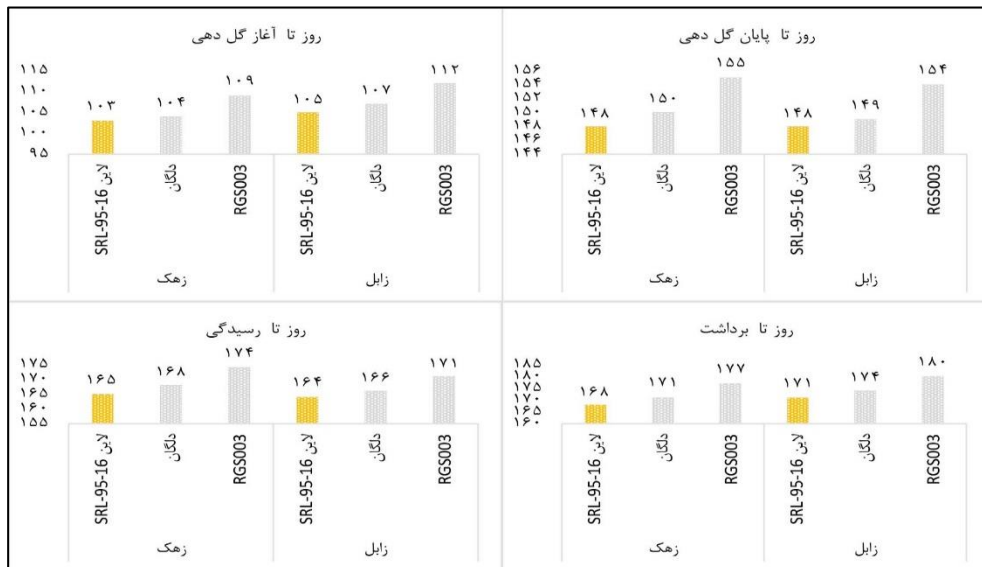 روز تا آغاز گل دهی
۱۱۵
۱۱۰
۱۰۵
۱۰۰
۹۵
۱۰۳ ۱۰۴ ۱۰۹ ۱۰۵ ۱۰۷ ۱۱۲
لاین SRL-95-16 دلگان RGS003 لاین SRL-95-16 دلگان RGS003
زهک زابل
روز تا پایان گل دهی
۱۵۶
۱۵۴
۱۵۲
۱۵۰
۱۴۸
۱۴۶
۱۴۴
۱۴۸ ۱۵۰ ۱۵۵ ۱۴۸ ۱۴۹ ۱۵۴
لاین SRL-95-16 دلگان RGS003 لاین SRL-95-16 دلگان RGS003
زهک زابل
روز تا رسیدگی
۱۷۵
۱۷۰
۱۶۵
۱۶۰
۱۵۵
۱۶۵ ۱۶۸ ۱۷۴ ۱۶۴ ۱۶۶ ۱۷۱
لاین SRL-95-16 دلگان RGS003 لاین SRL-95-16 دلگان RGS003
زهک زابل
روز تا برداشت
۱۸۵
۱۸۰
۱۷۵
۱۷۰
۱۶۵
۱۶۰
۱۶۸ ۱۷۱ ۱۷۷ ۱۷۱ ۱۷۴ ۱۸۰
لاین SRL-95-16 دلگان RGS003 لاین SRL-95-16 دلگان RGS003
زهک زابل